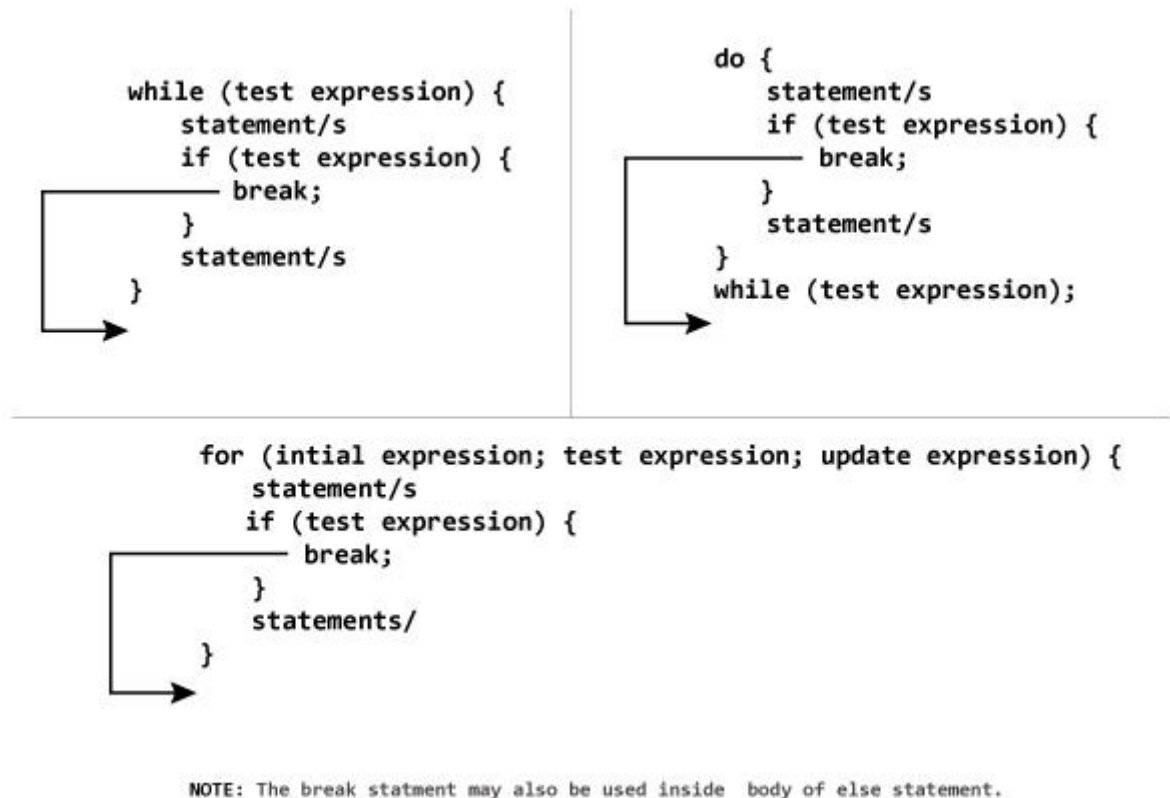 while (test expression) {
statement/s
if (test expression) {
break;
}
statement/s
}
do {
statement/s
if (test expression) {
break;
}
statement/s
}
while (test expression);
for (intial expression; test expression; update expression) {
statement/s
if (test expression) {
break;
}
statements/
}
NOTE: The break statment may also be used inside body of else statement.